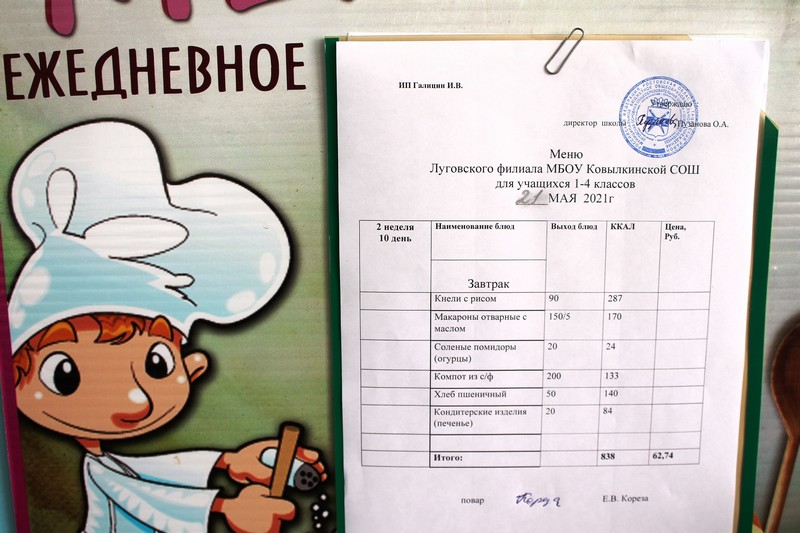 ЕЖЕДНЕВНОЕ
ИП Галицин И.В.
Утверждаю:
директор школы Пузанова О.А.
Меню
Луговского филиала МБОУ Ковылкинской СОШ
для учащихся 1-4 классов
21 МАЯ 2021г
2 неделя
10 день
Наименование блюд
Выход блюд
ККАЛ
Цена,
Руб.
Завтрак
Кнели с рисом 90 287
Макароны отварные с
маслом 150/5 170
Соленые помидоры
(огурцы) 20 24
Компот из с/ф 200 133
Хлеб пшеничный 50 140
Кондитерские изделия
(печенье) 20 84
Итого: 838 62,74
повар Е.В. Кореза